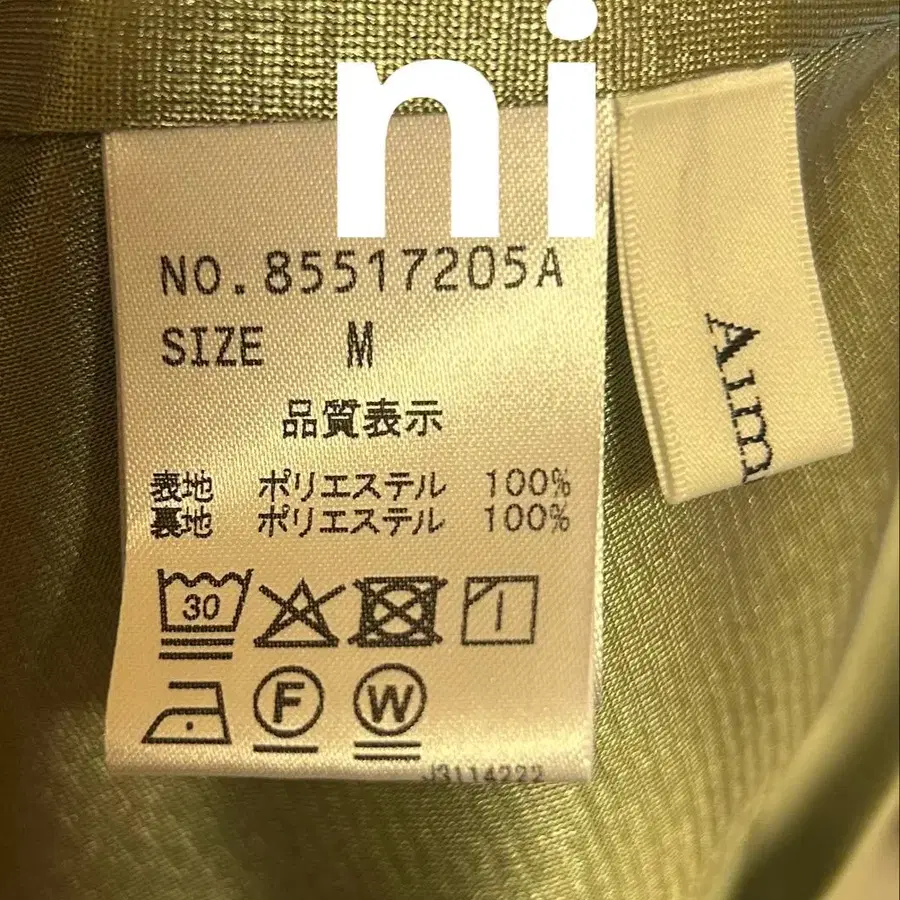 ni
NO.85517205A
SIZE M
品質表示
表地 ポリエステル 100%
裏地 ポリエステル 100%
30
F W
J3114222
Aim